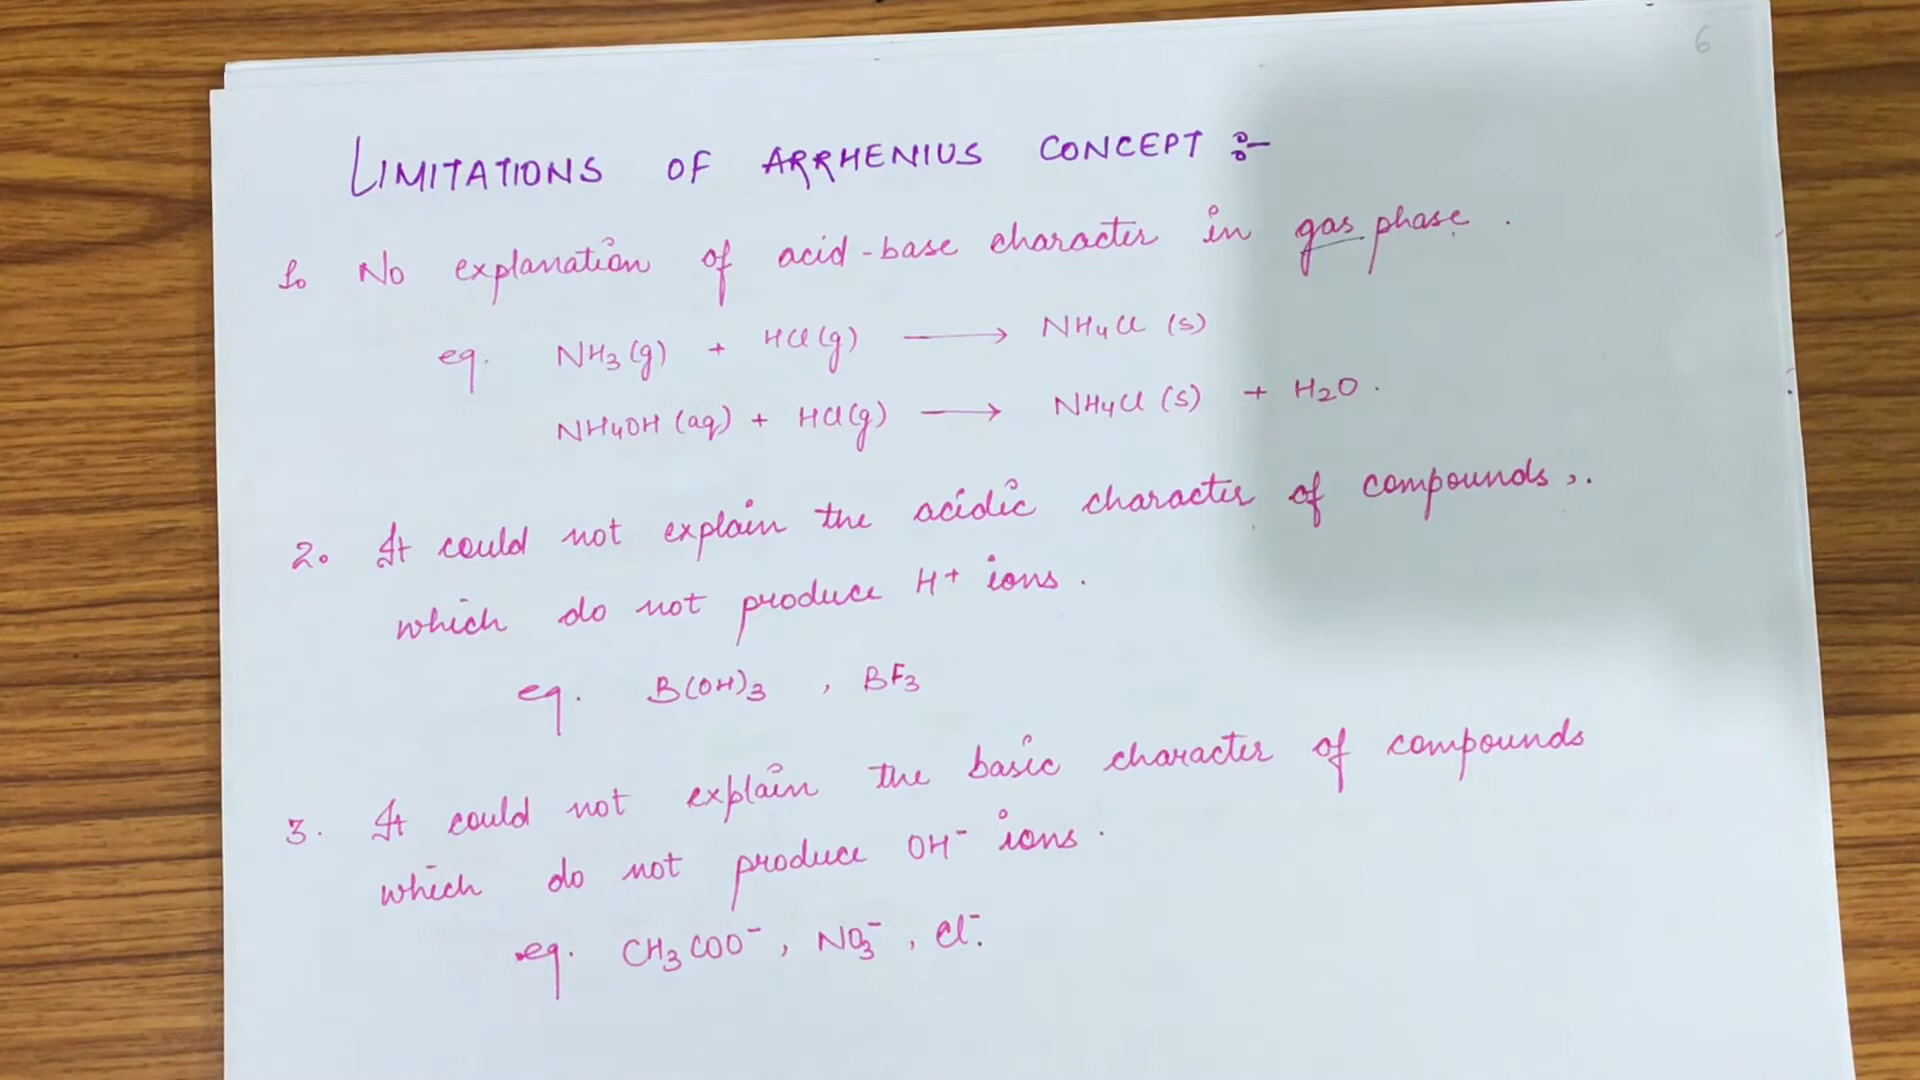 6
LIMITATIONS OF ARRHENIUS CONCEPT :-
1. No explanation of acid-base character in gas phase.
eg. NH3(g) + HCl(g) ⟶ NH4Cl (s)
NH4OH (aq) + HCl(g) ⟶ NH4Cl (s) + H2O.
2. It could not explain the acidic character of compounds,.
which do not produce H+ ions.
eg. B(OH)3 , BF3
3. It could not explain the basic character of compounds
which do not produce OH⁻ ions.
eg. CH3COO⁻, NO3⁻, Cl⁻.